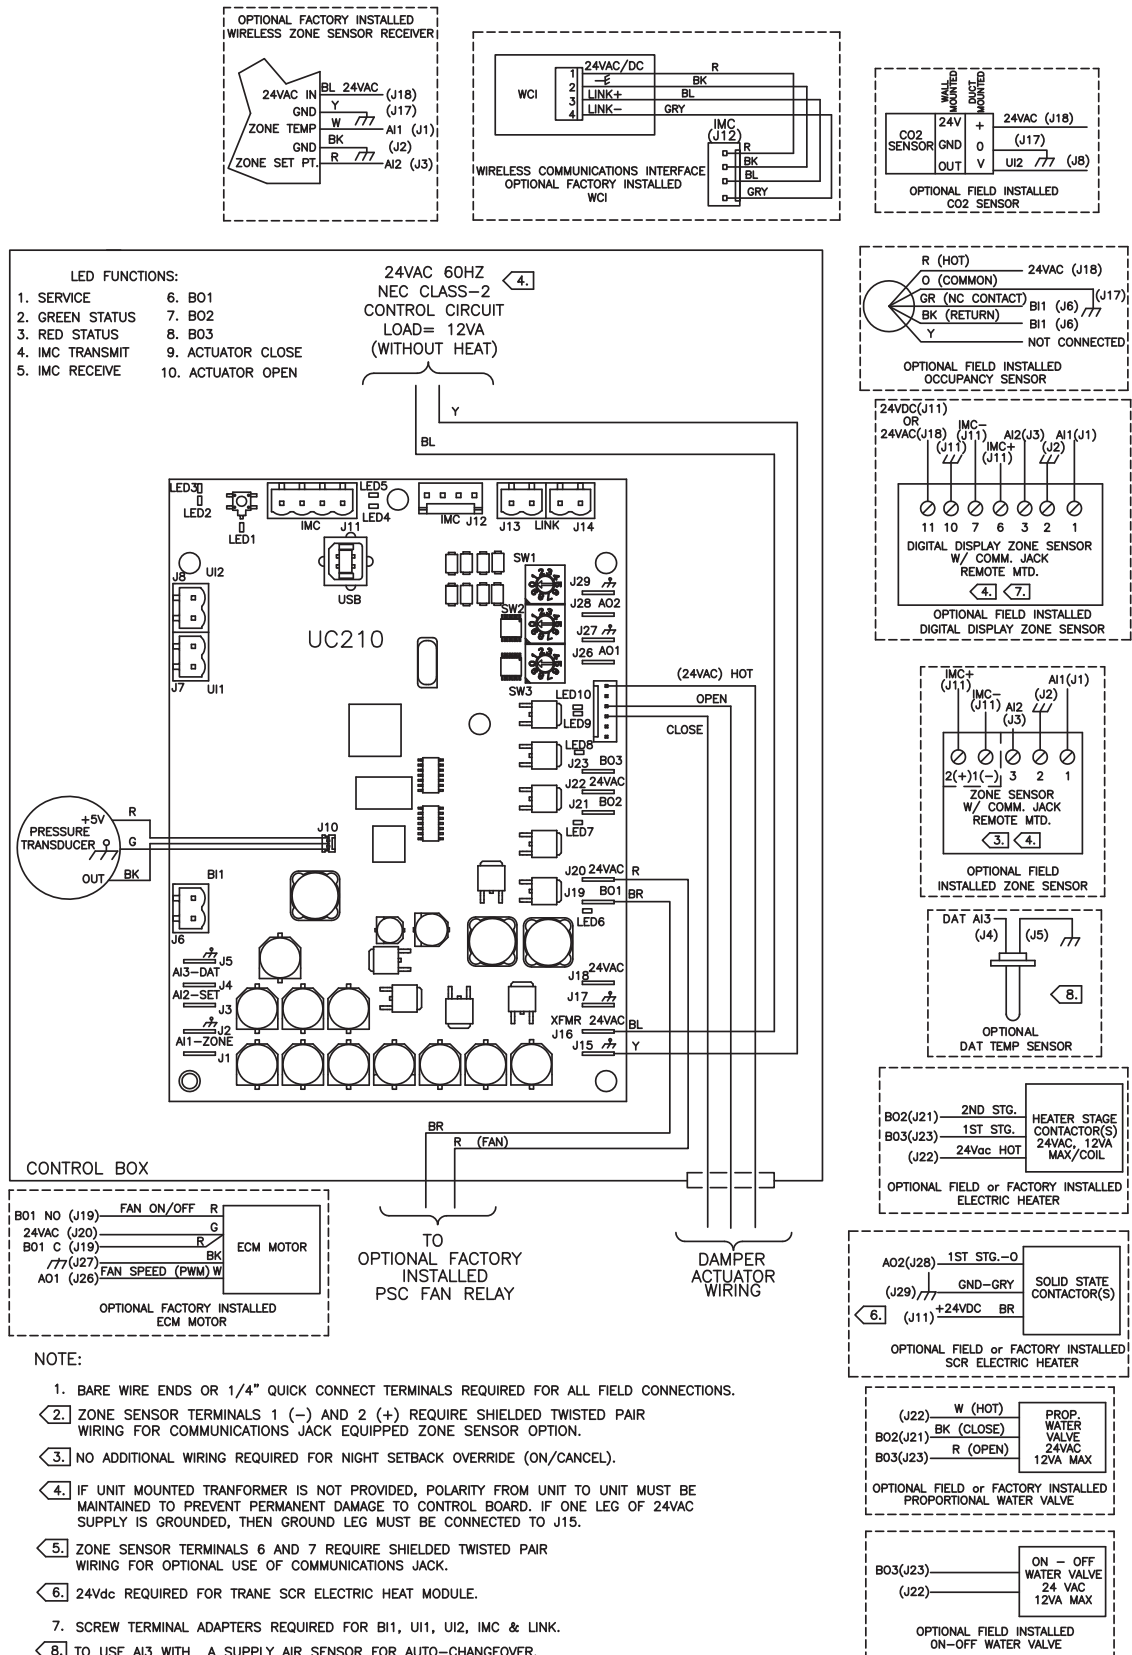 OPTIONAL FACTORY INSTALLED
WIRELESS ZONE SENSOR RECEIVER
24VAC IN BL 24VAC (J18)
GND Y (J17)
ZONE TEMP W AI1 (J1)
GND BK (J2)
ZONE SET PT. R AI2 (J3)
WCI
1 24VAC/DC R
2 BK
3 LINK+ BL
4 LINK- GRY
IMC
(J12)
R
BK
BL
GRY
WIRELESS COMMUNICATIONS INTERFACE
OPTIONAL FACTORY INSTALLED
WCI
WALL MOUNTED
DUCT MOUNTED
CO2 SENSOR
24V + 24VAC (J18)
GND 0 (J17)
OUT V UI2 (J8)
OPTIONAL FIELD INSTALLED
CO2 SENSOR
LED FUNCTIONS:
1. SERVICE
2. GREEN STATUS
3. RED STATUS
4. IMC TRANSMIT
5. IMC RECEIVE
6. BO1
7. BO2
8. BO3
9. ACTUATOR CLOSE
10. ACTUATOR OPEN
24VAC 60HZ
NEC CLASS-2
CONTROL CIRCUIT
LOAD= 12VA
(WITHOUT HEAT)
4.
Y
BL
R (HOT)
24VAC (J18)
O (COMMON)
(J17)
GR (NC CONTACT)
BI1 (J6)
BK (RETURN)
BI1 (J6)
Y
NOT CONNECTED
OPTIONAL FIELD INSTALLED
OCCUPANCY SENSOR
24VDC(J11)
OR
24VAC(J18)
(J11)
IMC-
(J11)
IMC+
(J11)
AI2(J3)
(J2)
AI1(J1)
11 10 7 6 3 2 1
DIGITAL DISPLAY ZONE SENSOR
W/ COMM. JACK
REMOTE MTD.
4. 7.
OPTIONAL FIELD INSTALLED
DIGITAL DISPLAY ZONE SENSOR
LED3
LED2
LED1
IMC
J11
LED5
LED4
IMC J12
J13 LINK J14
USB
J8
UI2
J7
UI1
UC210
SW1
SW2
SW3
J29
J28 AO2
J27
J26 AO1
LED10
LED9
LED8
J23 BO3
J22 24VAC
J21 BO2
LED7
J20 24VAC R
J19 BO1 BR
LED6
(24VAC) HOT
OPEN
CLOSE
J18 24VAC
J17
XFMR 24VAC BL
J16
J15 Y
+5V R
PRESSURE
TRANSDUCER
G
OUT BK
J10
BI1
J6
J5
AI3-DAT
J4
AI2-SET
J3
J2
AI1-ZONE
J1
BR
R (FAN)
CONTROL BOX
IMC+
(J11)
IMC-
(J11)
AI2
(J3)
(J2)
AI1(J1)
2(+) 1(-) 3 2 1
ZONE SENSOR
W/ COMM. JACK
REMOTE MTD.
3. 4.
OPTIONAL FIELD
INSTALLED ZONE SENSOR
DAT AI3
(J4) (J5)
8.
OPTIONAL
DAT TEMP SENSOR
BO2(J21) 2ND STG.
BO3(J23) 1ST STG.
(J22) 24Vac HOT
HEATER STAGE
CONTACTOR(S)
24VAC, 12VA
MAX/COIL
OPTIONAL FIELD or FACTORY INSTALLED
ELECTRIC HEATER
BO1 NO (J19) FAN ON/OFF R
24VAC (J20) G
BO1 C (J19) R
(J27) BK
AO1 (J26) FAN SPEED (PWM) W
ECM MOTOR
OPTIONAL FACTORY INSTALLED
ECM MOTOR
TO
OPTIONAL FACTORY
INSTALLED
PSC FAN RELAY
DAMPER
ACTUATOR
WIRING
AO2(J28) 1ST STG.-O
(J29) GND-GRY
(J11) +24VDC BR
6.
SOLID STATE
CONTACTOR(S)
OPTIONAL FIELD or FACTORY INSTALLED
SCR ELECTRIC HEATER
(J22) W (HOT)
BO2(J21) BK (CLOSE)
BO3(J23) R (OPEN)
PROP.
WATER
VALVE
24VAC
12VA MAX
OPTIONAL FIELD or FACTORY INSTALLED
PROPORTIONAL WATER VALVE
BO3(J23)
(J22)
ON - OFF
WATER VALVE
24 VAC
12VA MAX
OPTIONAL FIELD INSTALLED
ON-OFF WATER VALVE
NOTE:
1. BARE WIRE ENDS OR 1/4" QUICK CONNECT TERMINALS REQUIRED FOR ALL FIELD CONNECTIONS.
2. ZONE SENSOR TERMINALS 1 (-) AND 2 (+) REQUIRE SHIELDED TWISTED PAIR
WIRING FOR COMMUNICATIONS JACK EQUIPPED ZONE SENSOR OPTION.
3. NO ADDITIONAL WIRING REQUIRED FOR NIGHT SETBACK OVERRIDE (ON/CANCEL).
4. IF UNIT MOUNTED TRANFORMER IS NOT PROVIDED, POLARITY FROM UNIT TO UNIT MUST BE
MAINTAINED TO PREVENT PERMANENT DAMAGE TO CONTROL BOARD. IF ONE LEG OF 24VAC
SUPPLY IS GROUNDED, THEN GROUND LEG MUST BE CONNECTED TO J15.
5. ZONE SENSOR TERMINALS 6 AND 7 REQUIRE SHIELDED TWISTED PAIR
WIRING FOR OPTIONAL USE OF COMMUNICATIONS JACK.
6. 24Vdc REQUIRED FOR TRANE SCR ELECTRIC HEAT MODULE.
7. SCREW TERMINAL ADAPTERS REQUIRED FOR BI1, UI1, UI2, IMC & LINK.
8. TO USE AI3 WITH A SUPPLY AIR SENSOR FOR AUTO-CHANGEOVER.